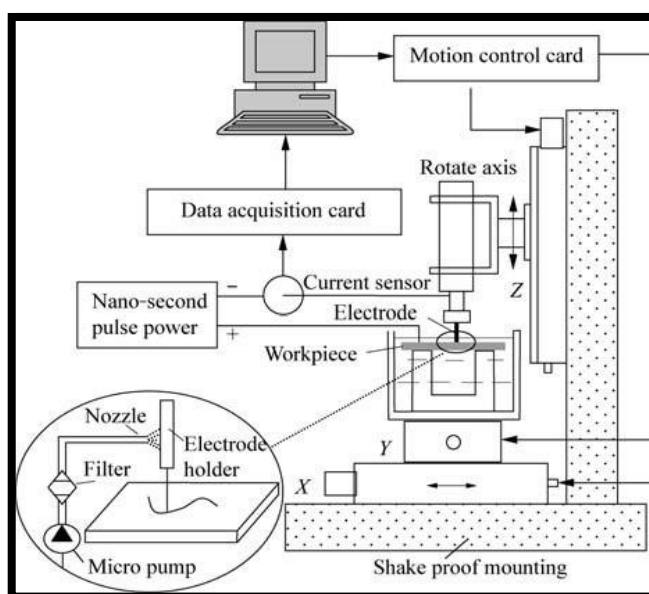 Motion control card
Rotate axis
Data acquisition card
Z
−
Current sensor
Nano-second
pulse power
+
Electrode
Workpiece
Nozzle
Electrode
holder
Filter
Y
X
Micro pump
Shake proof mounting